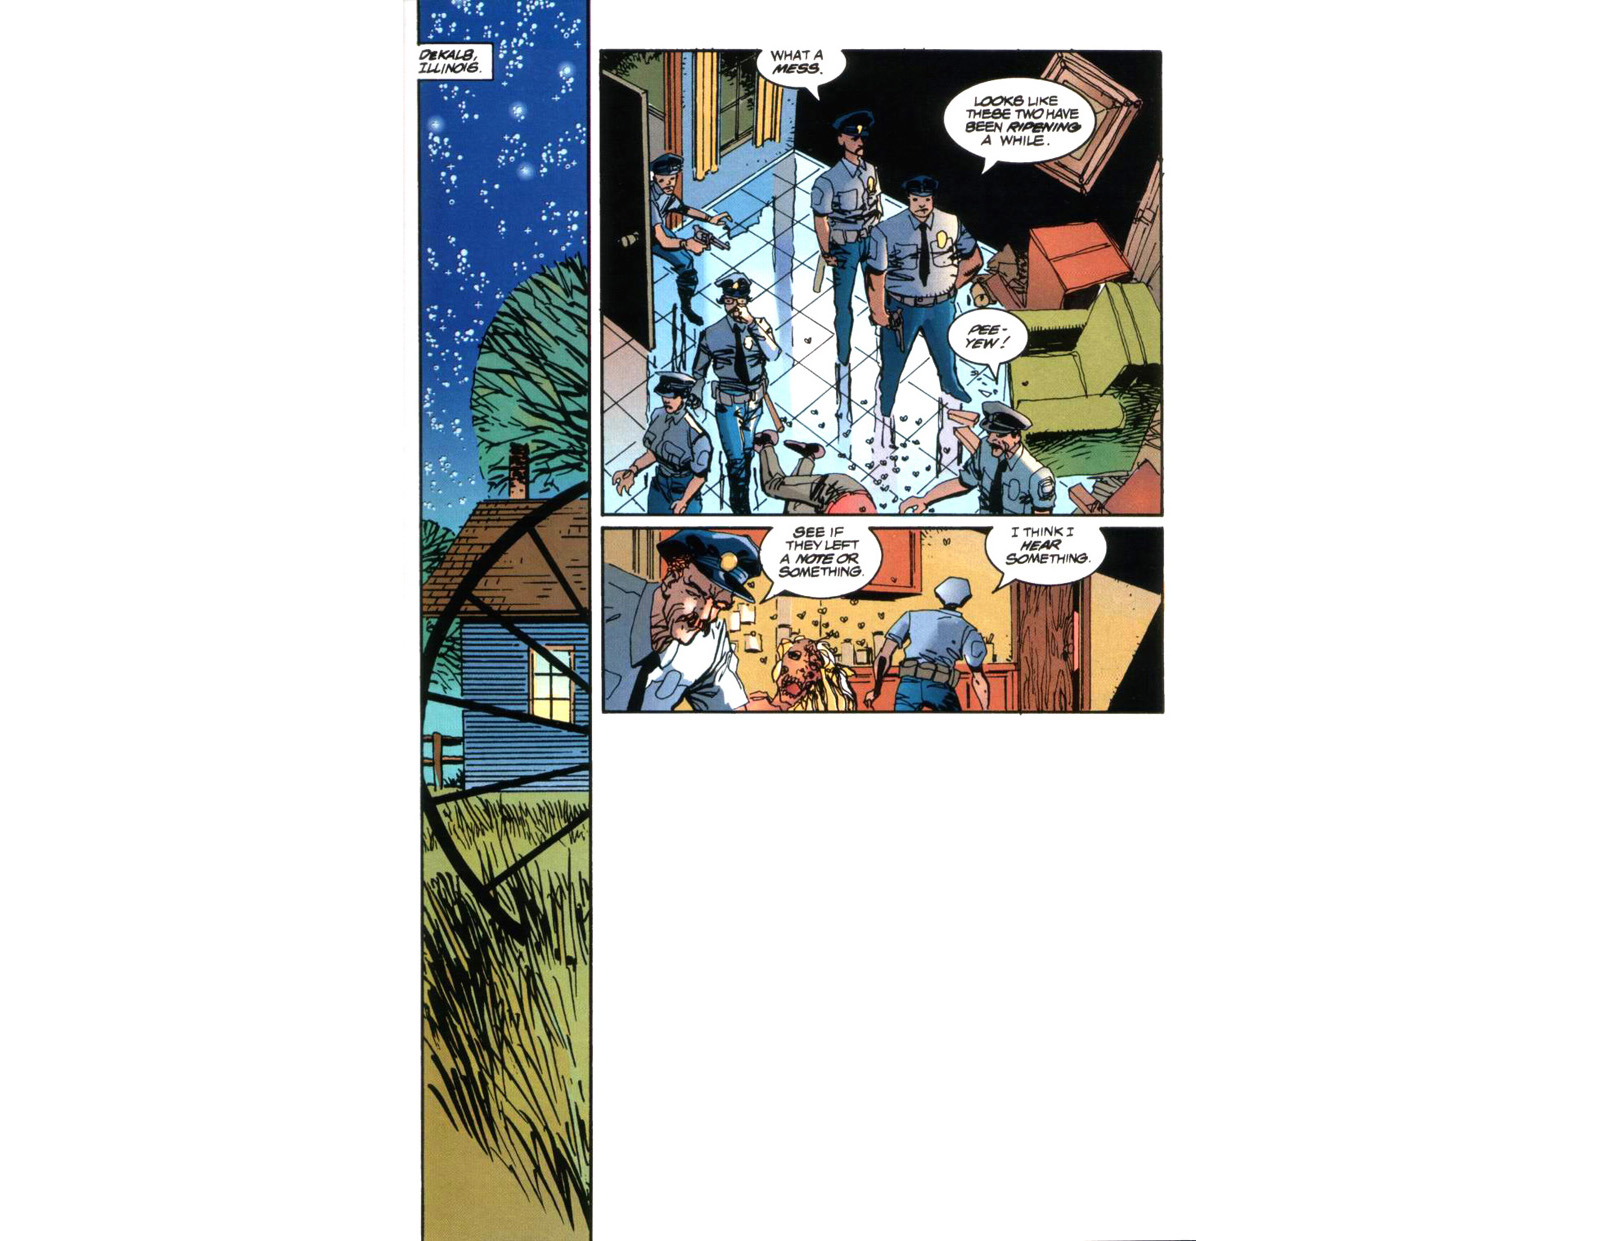 DEKALB,
ILLINOIS.
WHAT A
MESS.
LOOKS LIKE
THESE TWO HAVE
BEEN RIPENING
A WHILE.
PEE-
YEW!
SEE IF
THEY LEFT
A NOTE OR
SOMETHING.
I THINK I
HEAR
SOMETHING.